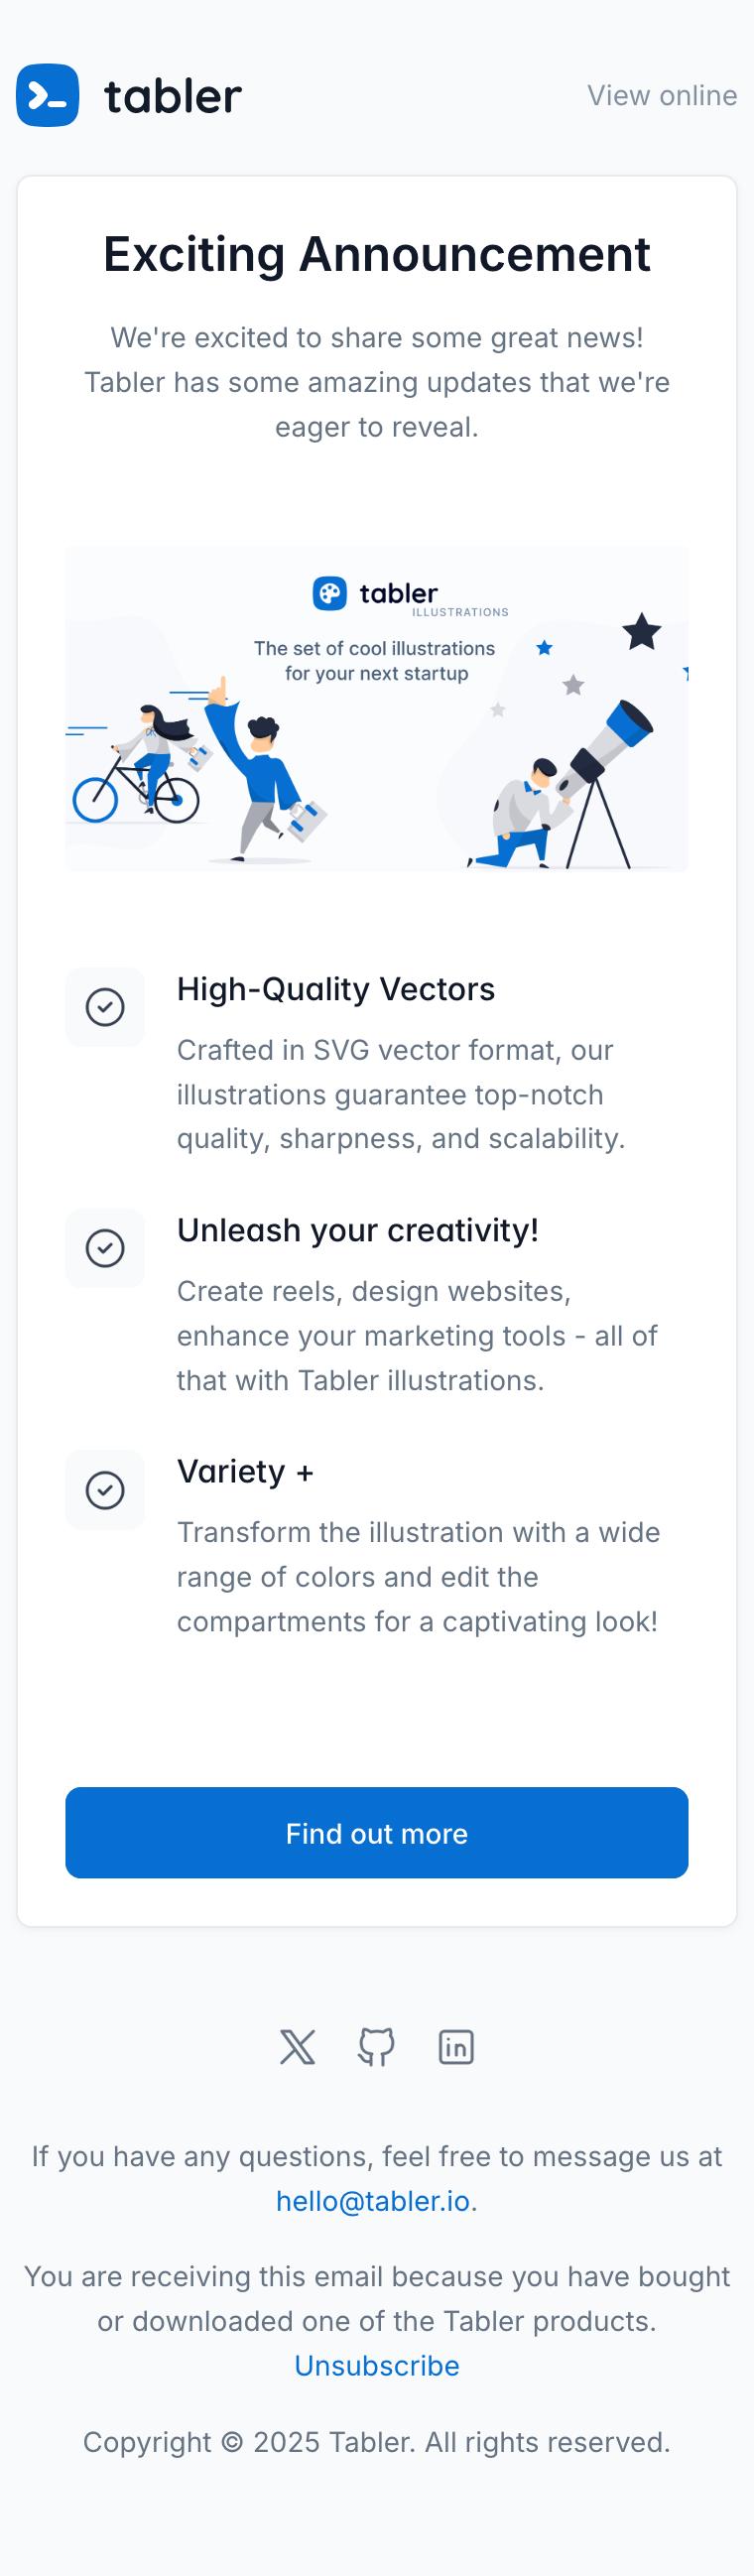 tabler
View online
Exciting Announcement
We're excited to share some great news!
Tabler has some amazing updates that we're
eager to reveal.
tabler
ILLUSTRATIONS
The set of cool illustrations
for your next startup
High-Quality Vectors
Crafted in SVG vector format, our
illustrations guarantee top-notch
quality, sharpness, and scalability.
Unleash your creativity!
Create reels, design websites,
enhance your marketing tools - all of
that with Tabler illustrations.
Variety +
Transform the illustration with a wide
range of colors and edit the
compartments for a captivating look!
Find out more
If you have any questions, feel free to message us at
hello@tabler.io.
You are receiving this email because you have bought
or downloaded one of the Tabler products.
Unsubscribe
Copyright © 2025 Tabler. All rights reserved.